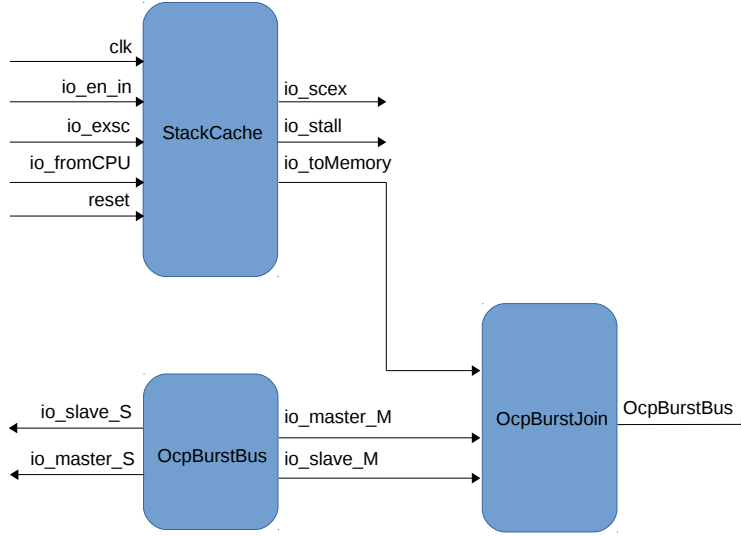 clk
io_en_in
io_scex
io_exsc
StackCache
io_stall
io_fromCPU
io_toMemory
reset
io_slave_S
io_master_M
OcpBurstJoin
OcpBurstBus
io_master_S
OcpBurstBus
io_slave_M